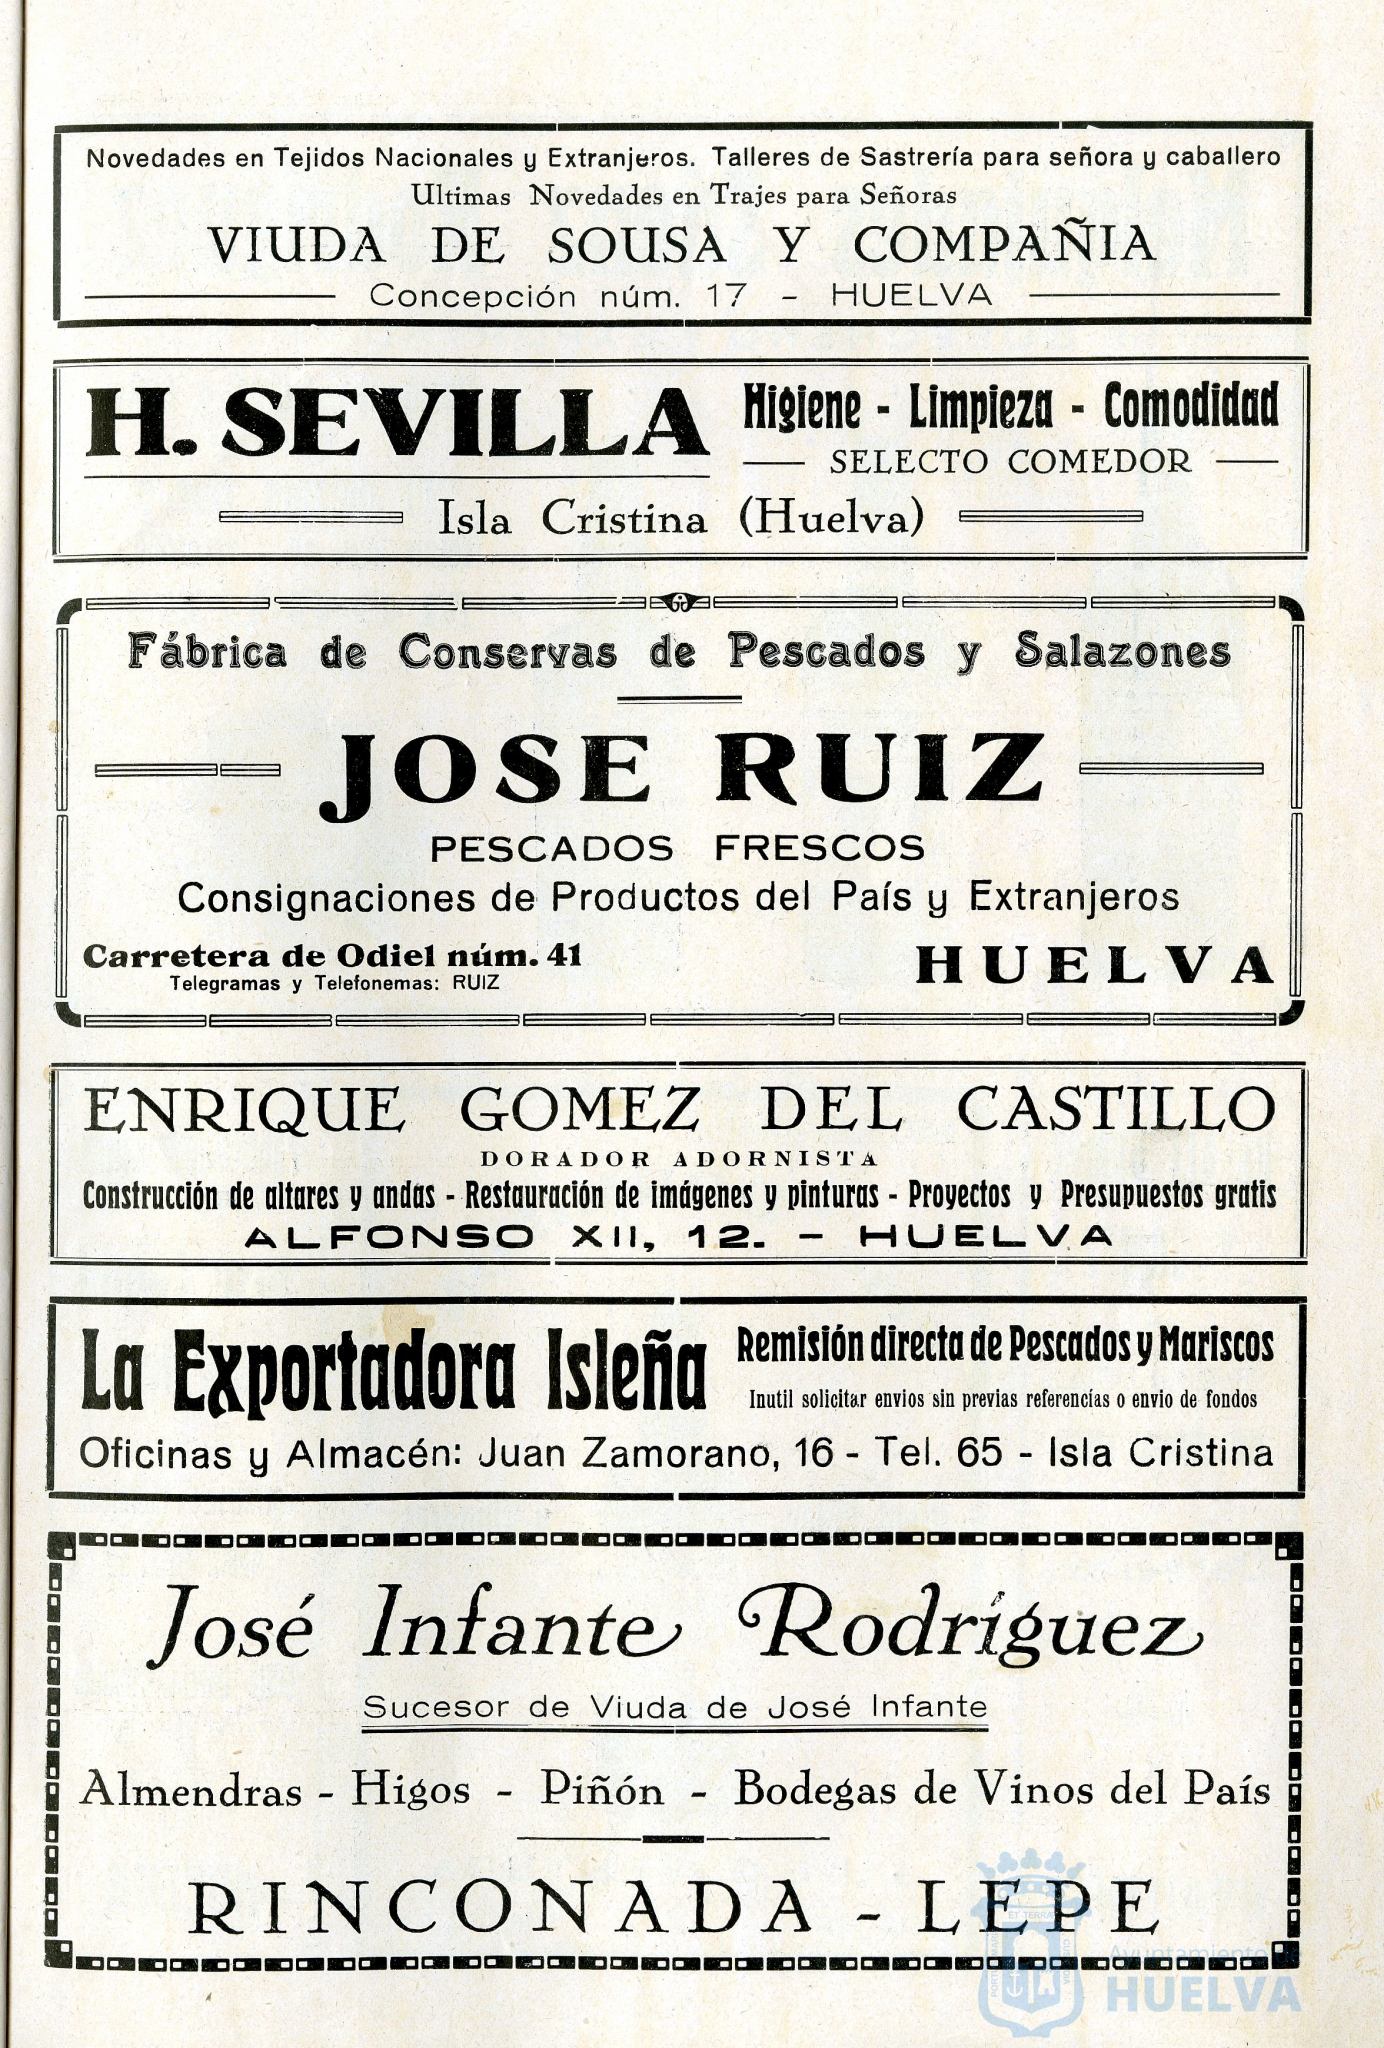 Novedades en Tejidos Nacionales y Extranjeros. Talleres de Sastrería para señora y caballero
Ultimas Novedades en Trajes para Señoras
VIUDA DE SOUSA Y COMPAÑIA
Concepción núm. 17 - HUELVA
H. SEVILLA
Higiene - Limpieza - Comodidad
SELECTO COMEDOR
Isla Cristina (Huelva)
Fábrica de Conservas de Pescados y Salazones
JOSE RUIZ
PESCADOS FRESCOS
Consignaciones de Productos del País y Extranjeros
Carretera de Odiel núm. 41
Telegramas y Telefonemas: RUIZ
HUELVA
ENRIQUE GOMEZ DEL CASTILLO
DORADOR ADORNISTA
Construcción de altares y andas - Restauración de imágenes y pinturas - Proyectos y Presupuestos gratis
ALFONSO XII, 12. - HUELVA
La Exportadora Isleña
Remisión directa de Pescados y Mariscos
Inutil solicitar envios sin previas referencias o envio de fondos
Oficinas y Almacén: Juan Zamorano, 16 - Tel. 65 - Isla Cristina
José Infante Rodríguez
Sucesor de Viuda de José Infante
Almendras - Higos - Piñón - Bodegas de Vinos del País
RINCONADA - LEPE
ET TERRA
Ayuntamiento de
HUELVA